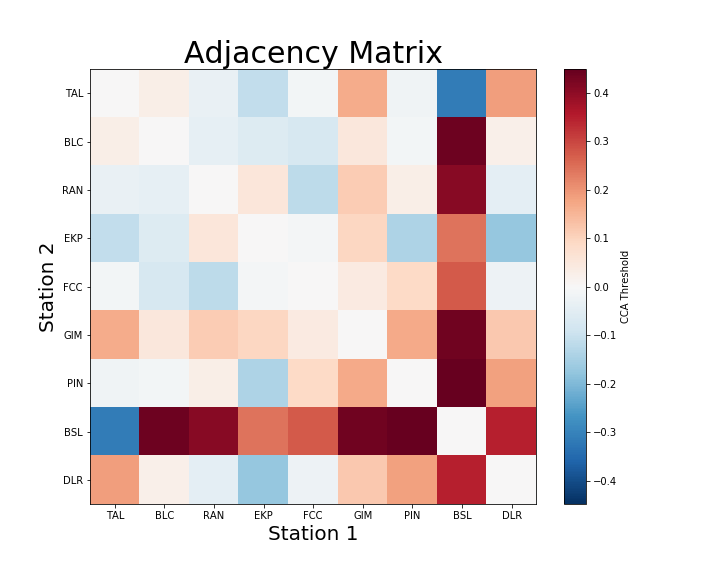 Adjacency Matrix
TAL
BLC
RAN
EKP
FCC
GIM
PIN
BSL
DLR
Station 2
TAL BLC RAN EKP FCC GIM PIN BSL DLR
Station 1
0.4
0.3
0.2
0.1
0.0
−0.1
−0.2
−0.3
−0.4
CCA Threshold